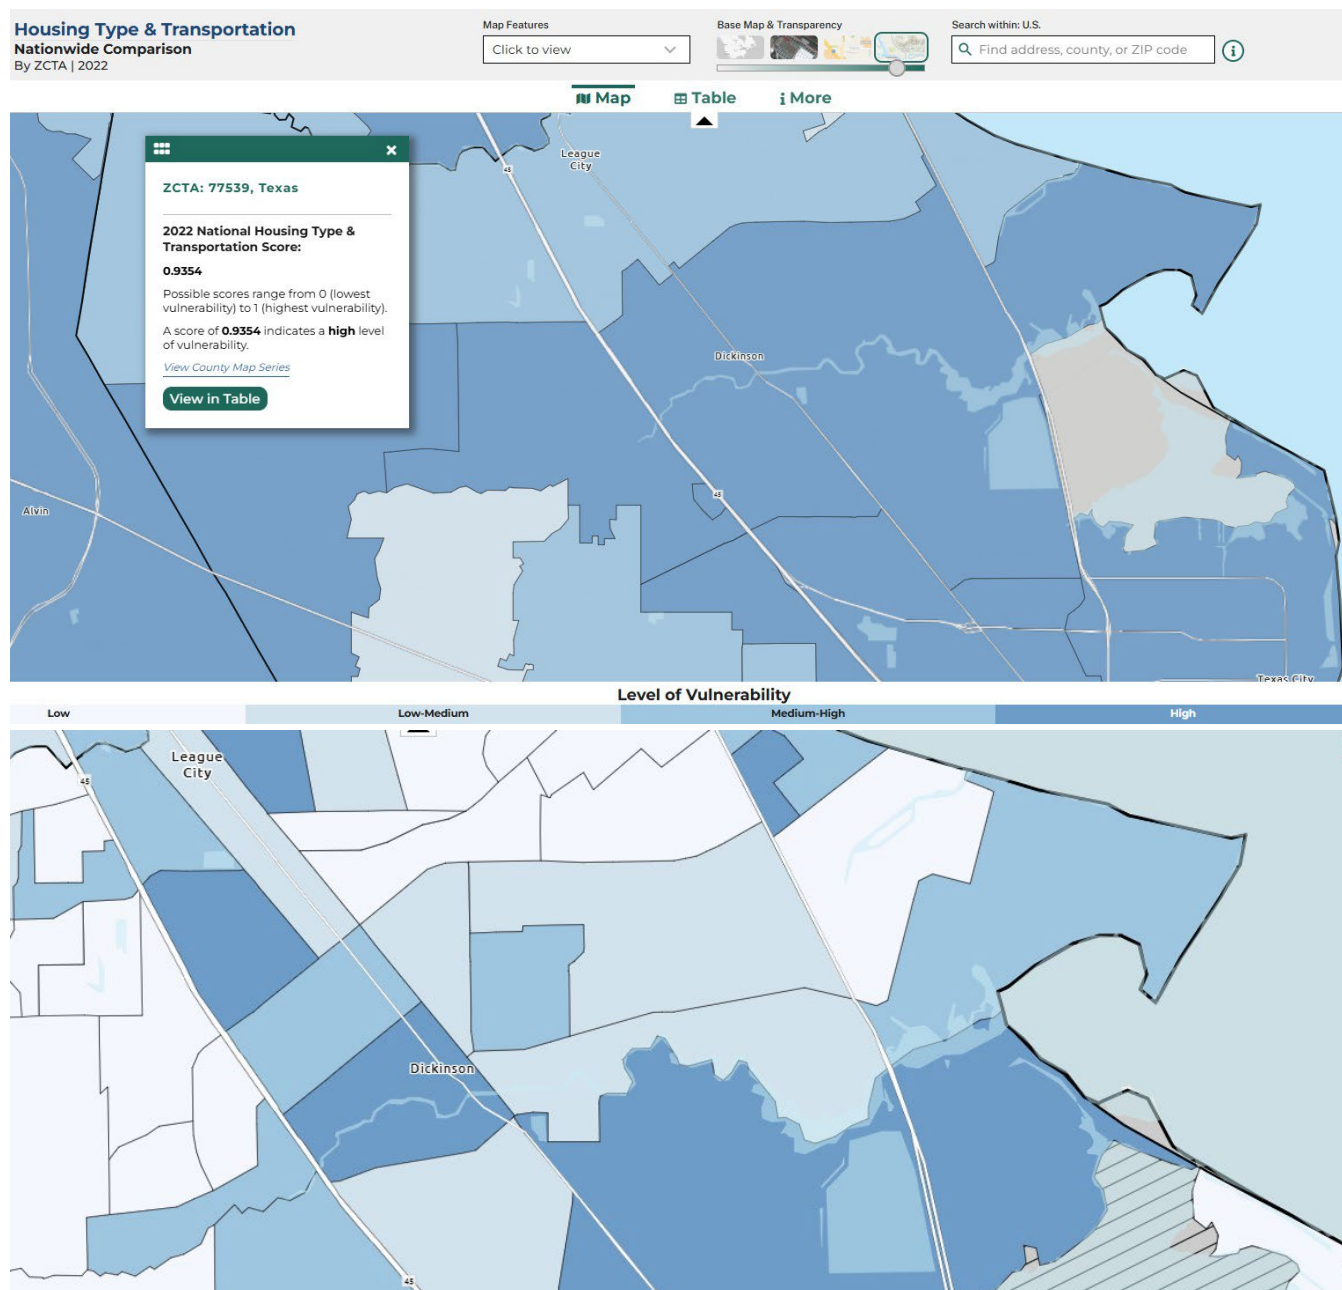 Housing Type & Transportation
Nationwide Comparison
By ZCTA | 2022
Map Features
Click to view
Base Map & Transparency
Search within: U.S.
Find address, county, or ZIP code
Map
Table
More
League
City
45
ZCTA: 77539, Texas
2022 National Housing Type &
Transportation Score:
0.9354
Possible scores range from 0 (lowest
vulnerability) to 1 (highest vulnerability).
A score of 0.9354 indicates a high level
of vulnerability.
View County Map Series
View in Table
Dickinson
45
Alvin
Texas City
Level of Vulnerability
Low
Low-Medium
Medium-High
High
League
City
45
Dickinson
45